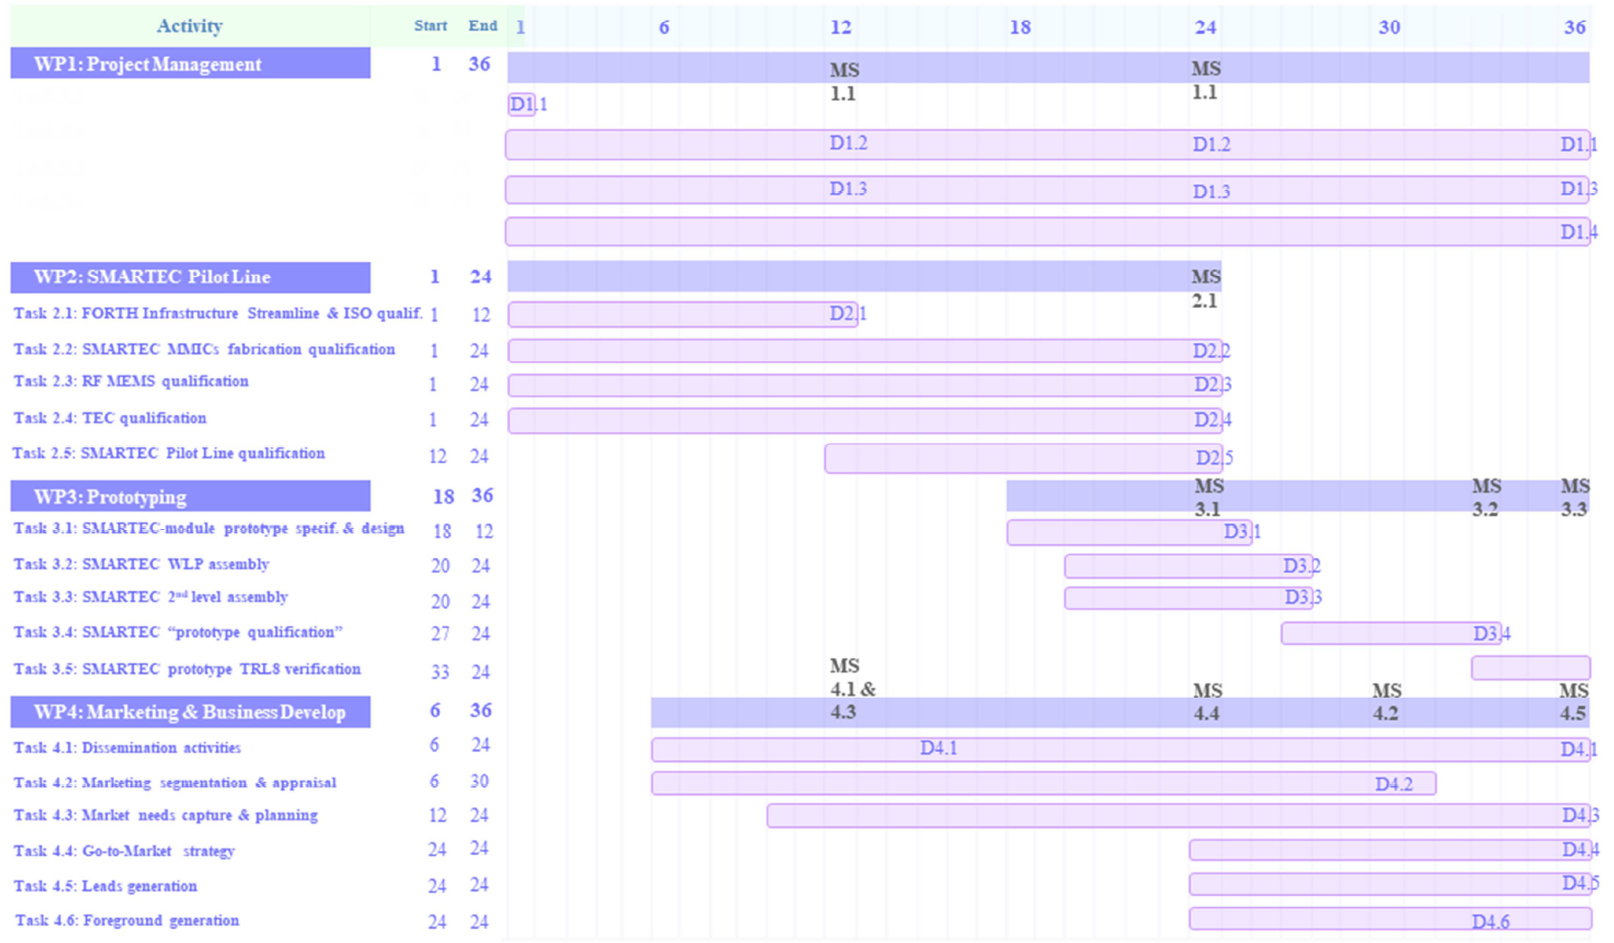 Activity Start End 1 6 12 18 24 30 36
WP1: Project Management 1 36 MS 1.1 MS 1.1
D1.1
D1.2 D1.2 D1.1
D1.3 D1.3 D1.3
D1.4
WP2: SMARTEC Pilot Line 1 24 MS 2.1
Task 2.1: FORTH Infrastructure Streamline & ISO qualif. 1 12 D2.1
Task 2.2: SMARTEC MMICs fabrication qualification 1 24 D2.2
Task 2.3: RF MEMS qualification 1 24 D2.3
Task 2.4: TEC qualification 1 24 D2.4
Task 2.5: SMARTEC Pilot Line qualification 12 24 D2.5
WP3: Prototyping 18 36 MS 3.1 MS 3.2 MS 3.3
Task 3.1: SMARTEC-module prototype specif. & design 18 12 D3.1
Task 3.2: SMARTEC WLP assembly 20 24 D3.2
Task 3.3: SMARTEC 2nd level assembly 20 24 D3.3
Task 3.4: SMARTEC “prototype qualification” 27 24 D3.4
Task 3.5: SMARTEC prototype TRL8 verification 33 24
WP4: Marketing & Business Develop 6 36 MS 4.1 & 4.3 MS 4.4 MS 4.2 MS 4.5
Task 4.1: Dissemination activities 6 24 D4.1 D4.1
Task 4.2: Marketing segmentation & appraisal 6 30 D4.2
Task 4.3: Market needs capture & planning 12 24 D4.3
Task 4.4: Go-to-Market strategy 24 24 D4.4
Task 4.5: Leads generation 24 24 D4.5
Task 4.6: Foreground generation 24 24 D4.6